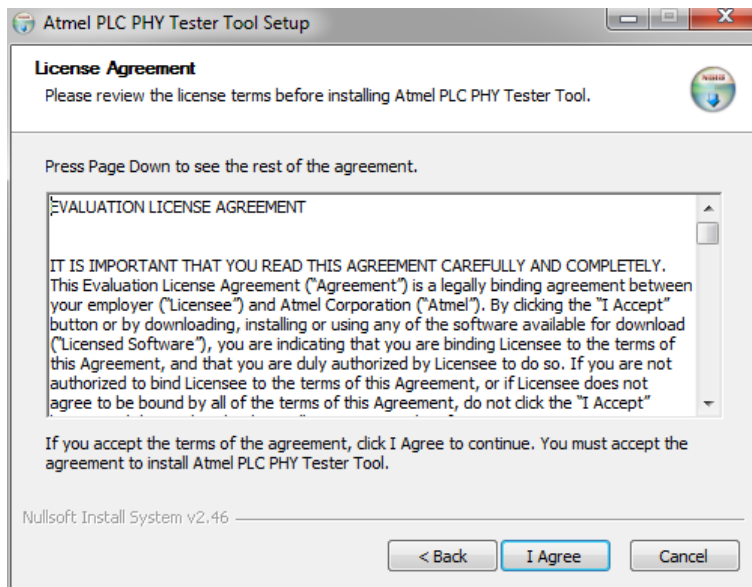 Atmel PLC PHY Tester Tool Setup
License Agreement
Please review the license terms before installing Atmel PLC PHY Tester Tool.
Press Page Down to see the rest of the agreement.
EVALUATION LICENSE AGREEMENT
IT IS IMPORTANT THAT YOU READ THIS AGREEMENT CAREFULLY AND COMPLETELY.
This Evaluation License Agreement (“Agreement”) is a legally binding agreement between
your employer (“Licensee”) and Atmel Corporation (“Atmel”). By clicking the “I Accept”
button or by downloading, installing or using any of the software available for download
(“Licensed Software”), you are indicating that you are binding Licensee to the terms of
this Agreement, and that you are duly authorized by Licensee to do so. If you are not
authorized to bind Licensee to the terms of this Agreement, or if Licensee does not
agree to be bound by all of the terms of this Agreement, do not click the “I Accept”
If you accept the terms of the agreement, click I Agree to continue. You must accept the
agreement to install Atmel PLC PHY Tester Tool.
Nullsoft Install System v2.46
< Back
I Agree
Cancel